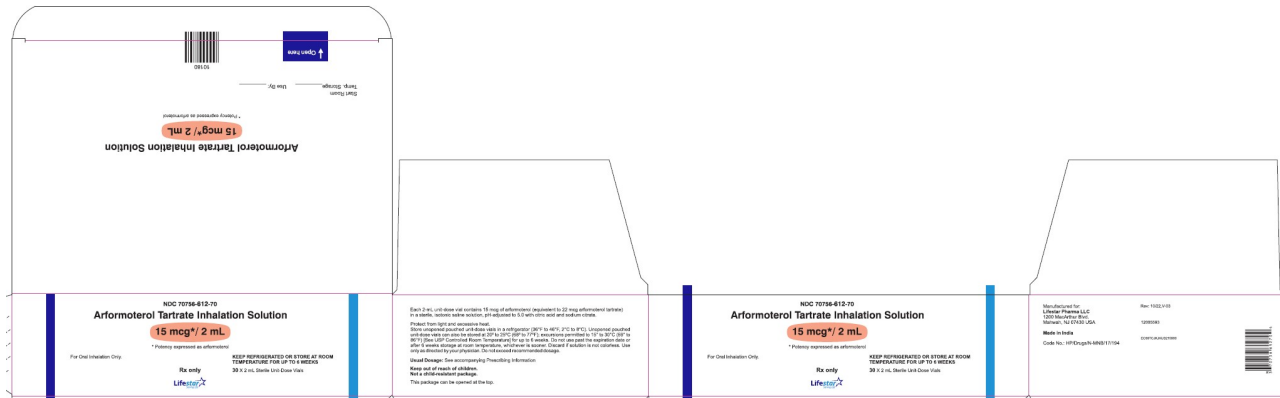 Open here
10160
Start Room
Temp. Storage__________ Use By: __________
* Potency expressed as arformoterol
15 mcg*/ 2 mL
Arformoterol Tartrate Inhalation Solution
NDC 70756-612-70
Arformoterol Tartrate Inhalation Solution
15 mcg*/ 2 mL
* Potency expressed as arformoterol
For Oral Inhalation Only
KEEP REFRIGERATED OR STORE AT ROOM
TEMPERATURE FOR UP TO 6 WEEKS
Rx only
30 X 2 mL Sterile Unit Dose Vials
Lifestar
Each 2 mL unit-dose vial contains 15 mcg of arformoterol (equivalent to 22 mcg arformoterol tartrate)
in a sterile, isotonic saline solution, pH-adjusted to 5.0 with citric acid and sodium citrate.
Protect from light and excessive heat.
Store unopened pouched unit-dose vials in a refrigerator (36°F to 46°F, 2°C to 8°C). Unopened pouched
unit-dose vials can also be stored at 20º to 25ºC (68º to 77°F); excursions permitted to 15° to 30°C (59° to
86°F) [See USP Controlled Room Temperature] for up to 6 weeks. Do not use past the expiration date or
after 6 weeks storage at room temperature, whichever is sooner. Discard if solution is not colorless. Use
only as directed by your physician. Do not exceed recommended dosage.
Usual Dosage: See accompanying Prescribing Information
Keep out of reach of children.
Not a child-resistant package.
This package can be opened at the top.
NDC 70756-612-70
Arformoterol Tartrate Inhalation Solution
15 mcg*/ 2 mL
* Potency expressed as arformoterol
For Oral Inhalation Only
KEEP REFRIGERATED OR STORE AT ROOM
TEMPERATURE FOR UP TO 6 WEEKS
Rx only
30 X 2 mL Sterile Unit Dose Vials
Lifestar
Manufactured for:
Lifestar Pharma LLC
1200 MacArthur Blvd.
Mahwah, NJ 07430 USA
Made in India
Code No.: HP/Drugs/N-MNB/17/194